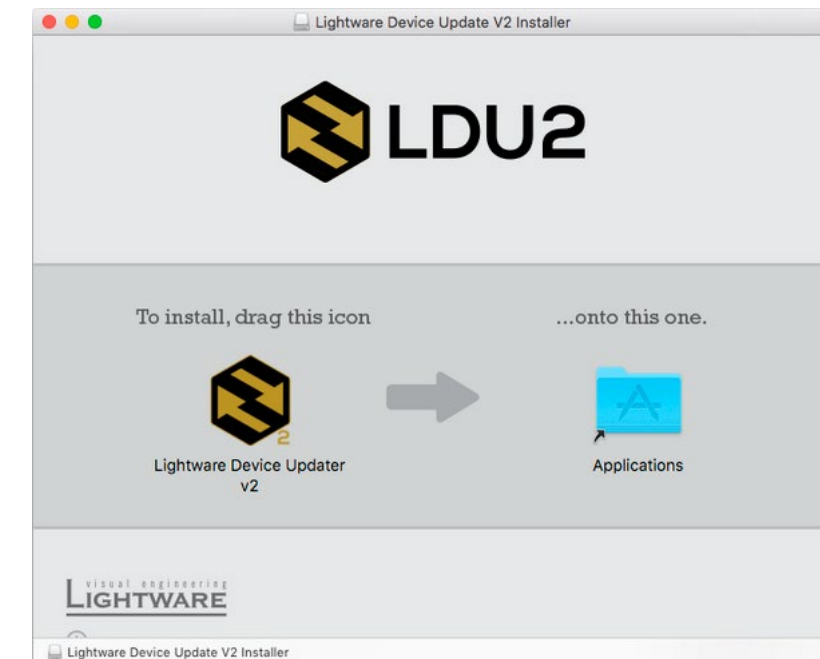 Lightware Device Update V2 Installer
LDU2
To install, drag this icon
...onto this one.
2
Lightware Device Updater
v2
Applications
visual engineering
LIGHTWARE
Lightware Device Update V2 Installer